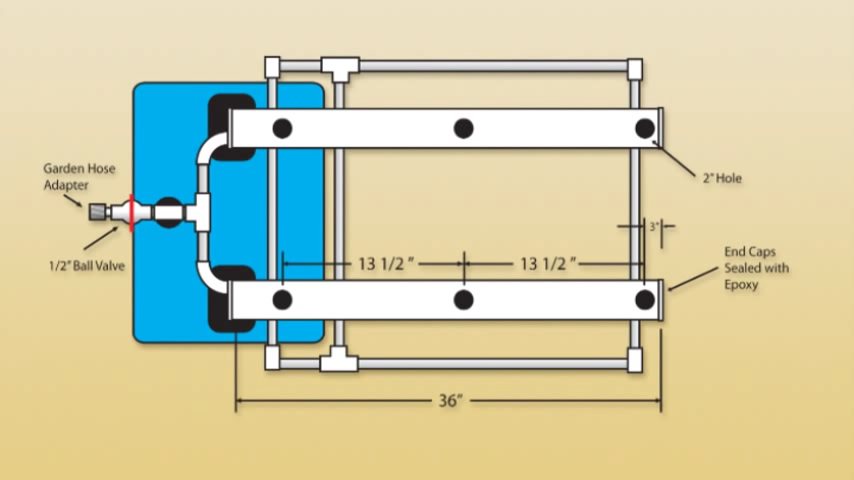 Garden Hose
Adapter
1/2" Ball Valve
2" Hole
3"
13 1/2 "
13 1/2 "
End Caps
Sealed with
Epoxy
36"